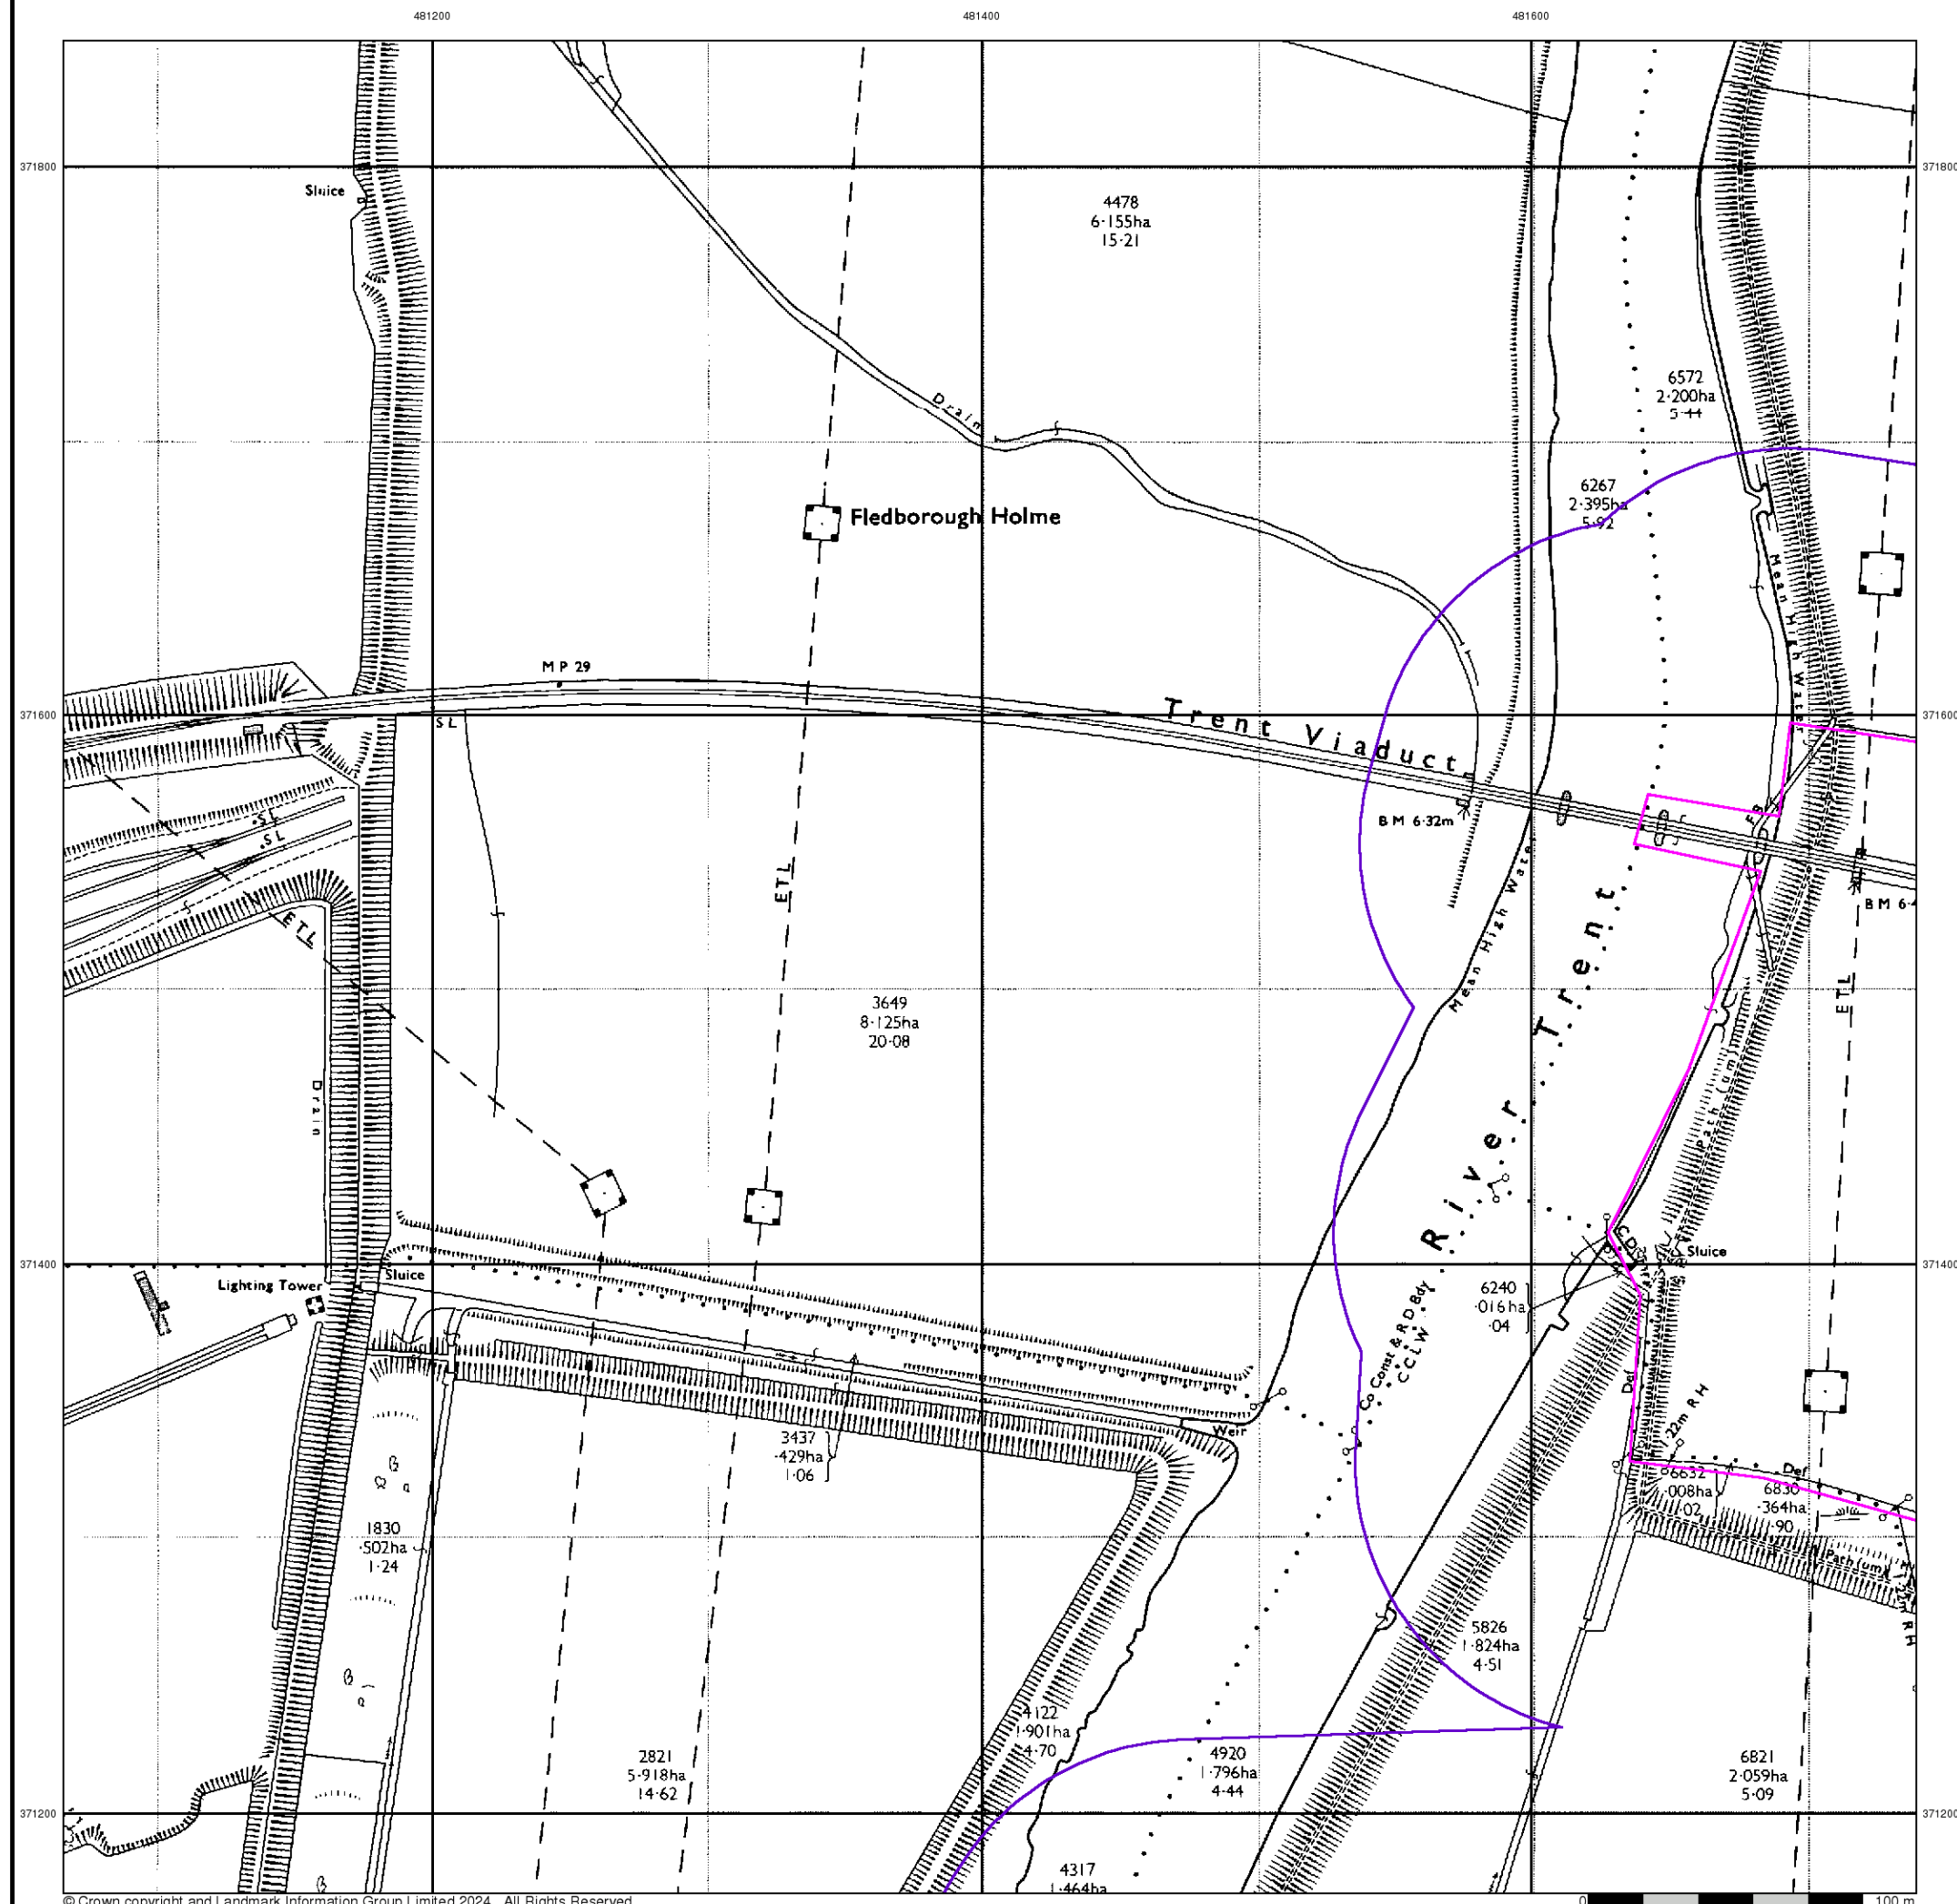 481200
481400
481600
371800
371800
Sluice
4478
6·155ha
15·21
6572
2·200ha
5·44
Drain
6267
2·395ha
5·92
Fledborough Holme
Mean High Water
M P 29
371600
371600
S L
Trent Viaduct
B M 6·32m
F B
S L
S L
E T L
E T L
Mean High Water
B M 6·4
River Trent
E T L
3649
8·125ha
20·08
Drain
Path (um)
C D
Sluice
371400
371400
Lighting Tower
Sluice
6240
·016ha
·04
Co Const & R D Bdy
C C L W
Def
1·22m R H
Weir
3437
·429ha
1·06
Def
6632
·008ha
·02
6830
·364ha
·90
1830
·502ha
1·24
Path (um)
1·22m R H
5826
1·824ha
4·51
4122
1·901ha
4·70
2821
5·918ha
14·62
4920
1·796ha
4·44
6821
2·059ha
5·09
371200
371200
4317
1·464ha
© Crown copyright and Landmark Information Group Limited 2024. All Rights Reserved.
0
100 m